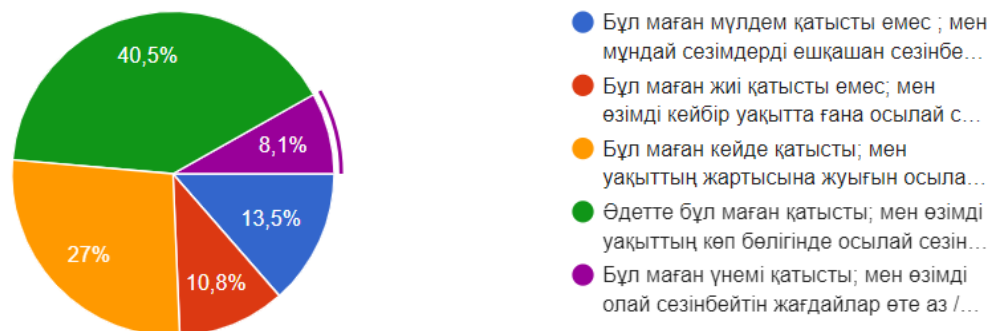 40,5%
8,1%
13,5%
10,8%
27%
Бұл маған мүлдем қатысты емес ; мен
мұндай сезімдерді ешқашан сезінбе…
Бұл маған жиі қатысты емес; мен
өзімді кейбір уақытта ғана осылай с…
Бұл маған кейде қатысты; мен
уақыттың жартысына жуығын осыла…
Әдетте бұл маған қатысты; мен өзімді
уақыттың көп бөлігінде осылай сезін…
Бұл маған үнемі қатысты; мен өзімді
олай сезінбейтін жағдайлар өте аз /…